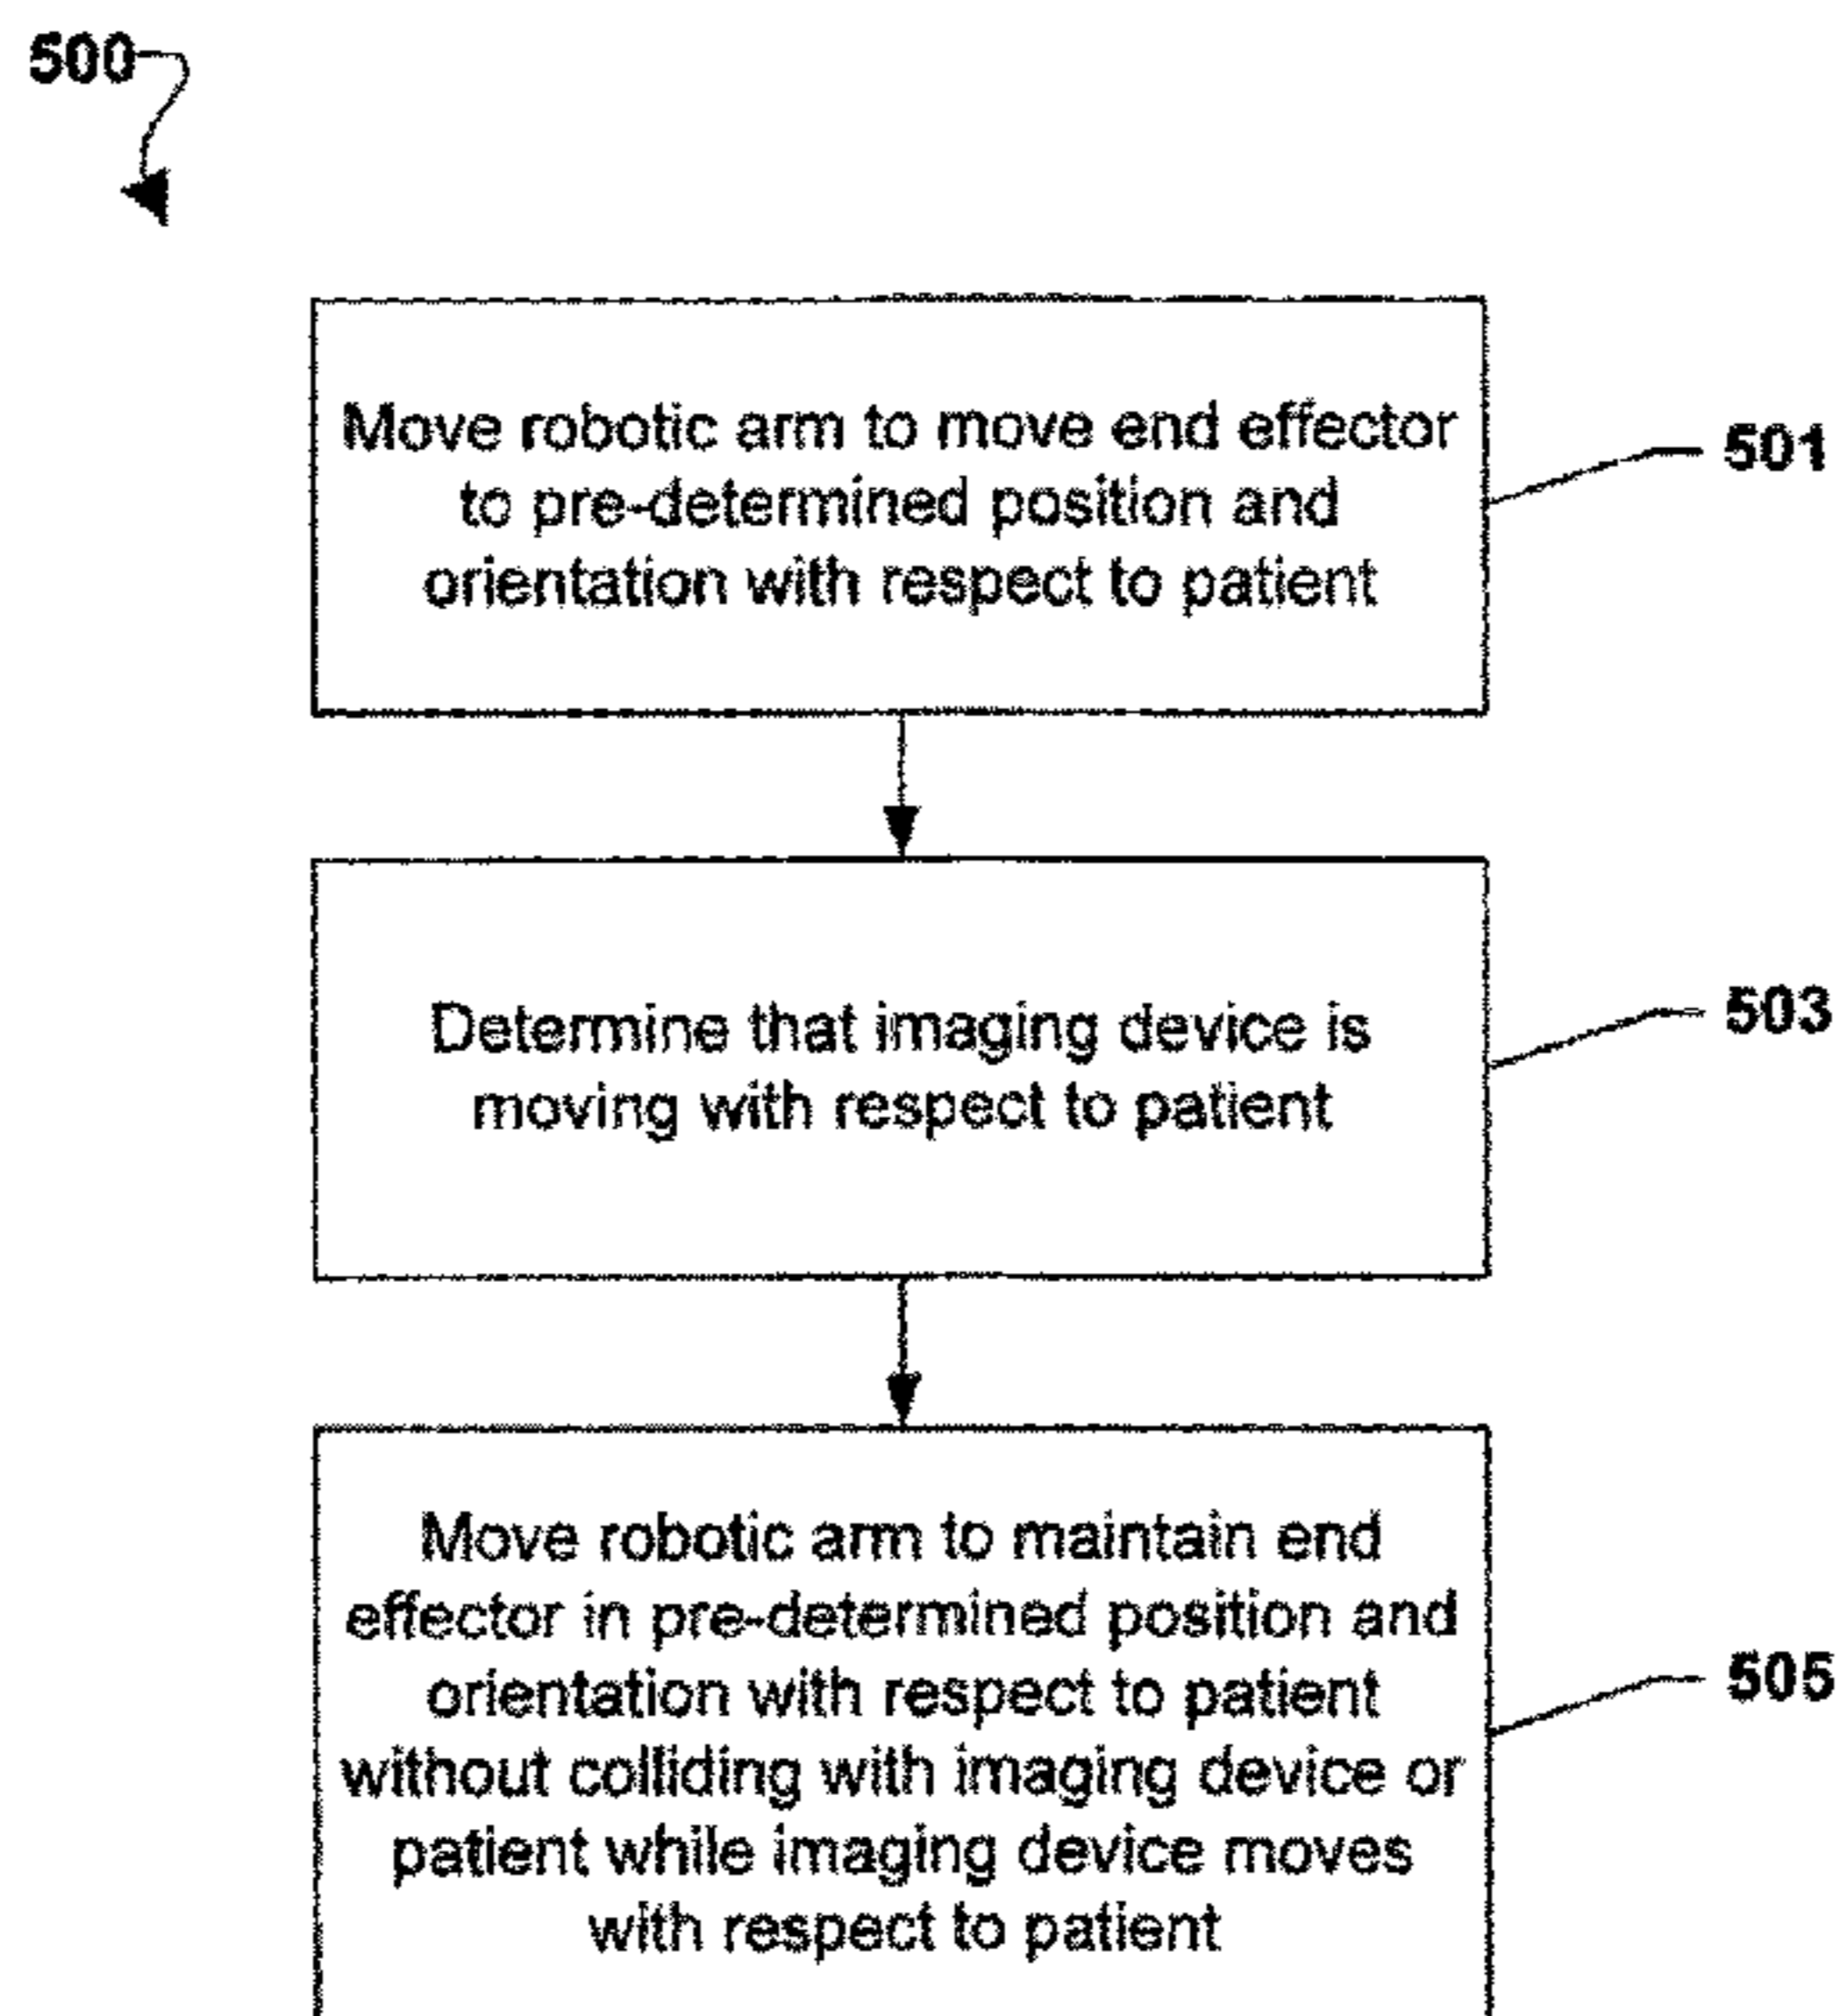 500
Move robotic arm to move end effector
to pre-determined position and
orientation with respect to patient
501
Determine that imaging device is
moving with respect to patient
503
Move robotic arm to maintain end
effector in pre-determined position and
orientation with respect to patient
without colliding with imaging device or
patient while imaging device moves
with respect to patient
505